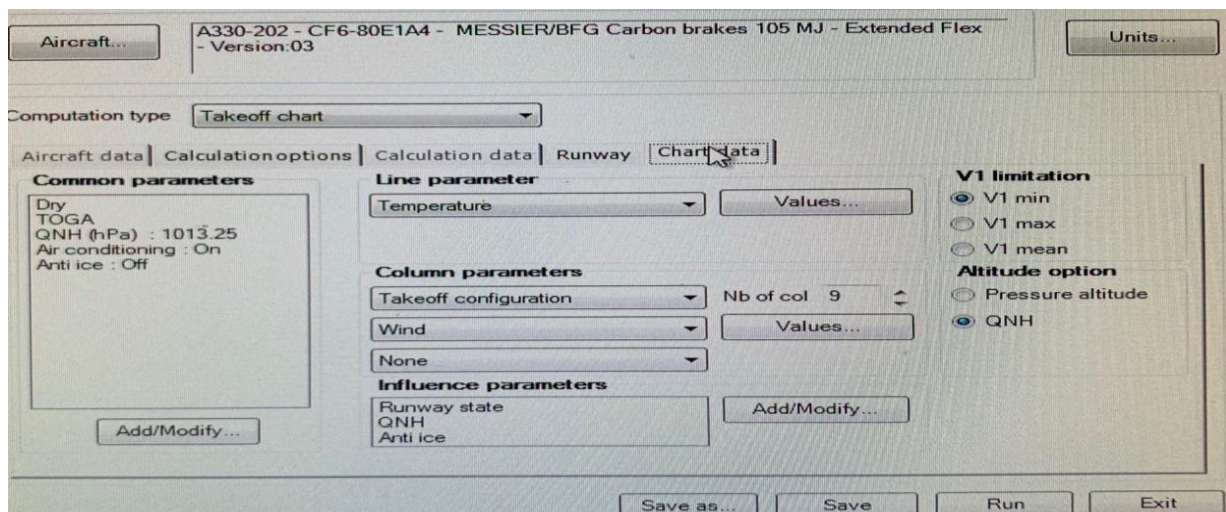 Aircraft...
A330-202 - CF6-80E1A4 - MESSIER/BFG Carbon brakes 105 MJ - Extended Flex
- Version:03
Units...
Computation type
Takeoff chart
Aircraft data
Calculation options
Calculation data
Runway
Chart data
Common parameters
Dry
TOGA
QNH (hPa) : 1013.25
Air conditioning : On
Anti ice : Off
Add/Modify...
Line parameter
Temperature
Values...
Column parameters
Takeoff configuration
Nb of col 9
Wind
Values...
None
Influence parameters
Runway state
QNH
Anti ice
Add/Modify...
V1 limitation
V1 min
V1 max
V1 mean
Altitude option
Pressure altitude
QNH
Save as...
Save
Run
Exit